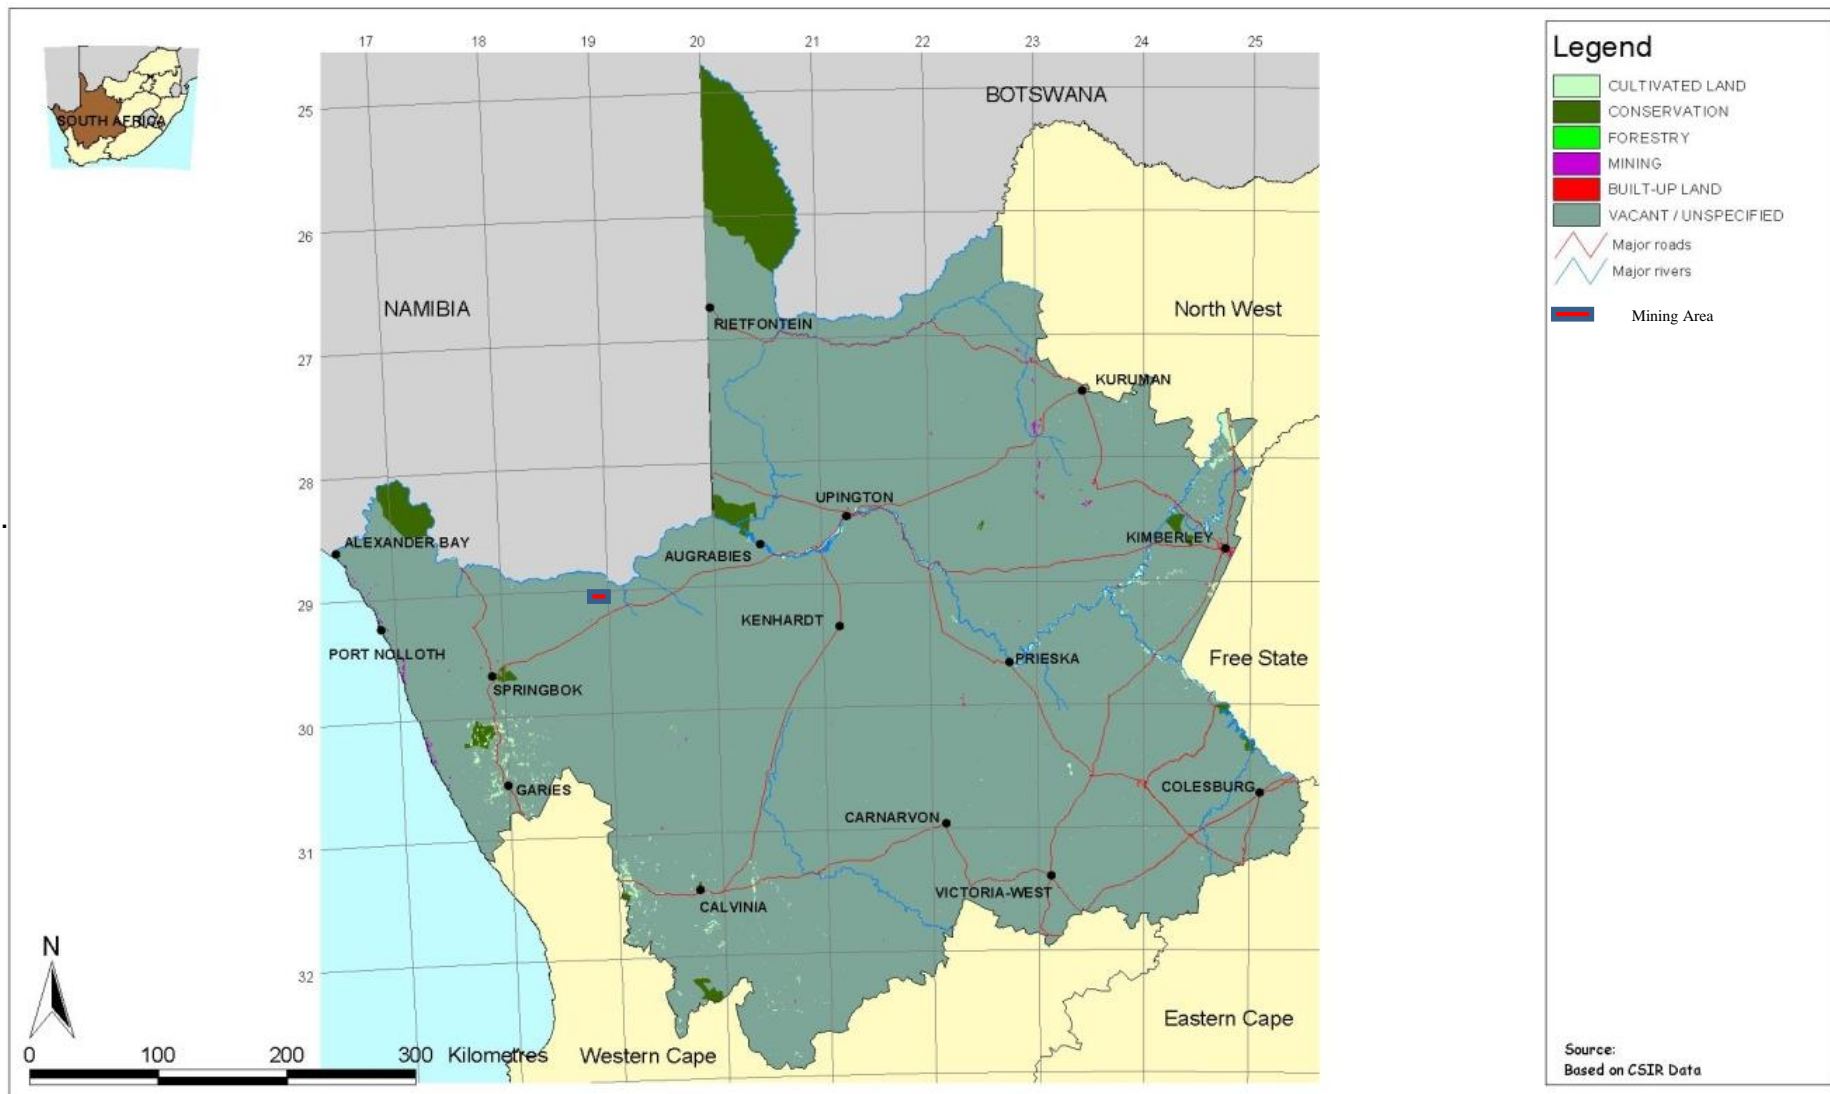 17 18 19 20 21 22 23 24 25
25
26
27
28
29
30
31
32
SOUTH AFRICA
BOTSWANA
NAMIBIA
North West
RIETFONTEIN
KURUMAN
UPINGTON
ALEXANDER BAY
AUGRABIES
KIMBERLEY
KENHARDT
PORT NOLLOTH
PRIESKA
Free State
SPRINGBOK
GARIES
COLESBURG
CARNARVON
VICTORIA-WEST
CALVINIA
Eastern Cape
Western Cape
N
0 100 200 300 Kilometres
Legend
CULTIVATED LAND
CONSERVATION
FORESTRY
MINING
BUILT-UP LAND
VACANT / UNSPECIFIED
Major roads
Major rivers
Mining Area
Source:
Based on CSIR Data
.